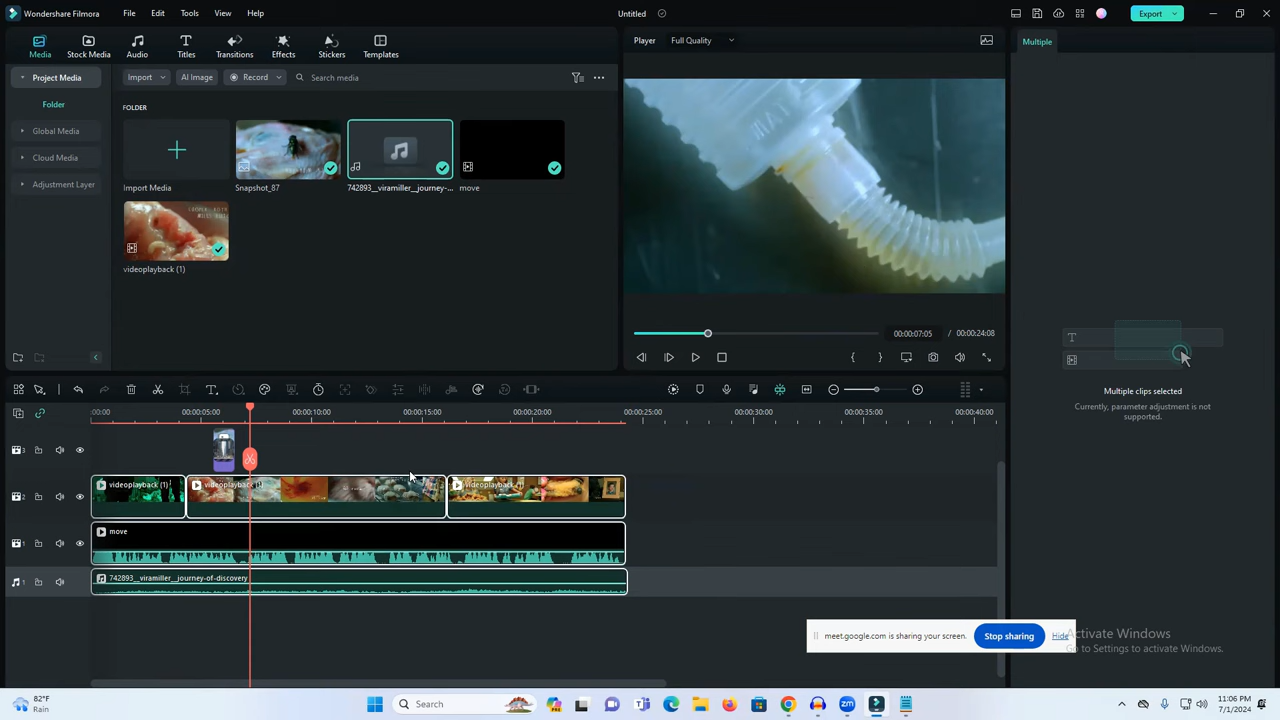 Wondershare Filmora File Edit Tools View Help Untitled Export
Media Stock Media Audio Titles Transitions Effects Stickers Templates
Player Full Quality
Multiple
Project Media
Import AI Image Record Search media
Folder
FOLDER
Global Media
Cloud Media
Adjustment Layer
Import Media Snapshot_87 742893__viramiller__journey-... move
videoplayback (1)
00:00:07:05 / 00:00:24:08
Multiple clips selected
Currently, parameter adjustment is not
supported.
:00:00 00:00:05:00 00:00:10:00 00:00:15:00 00:00:20:00 00:00:25:00 00:00:30:00 00:00:35:00 00:00:40:00
3
2 videoplayback (1) videoplayback (1) videoplayback (1)
1 move
1 742893__viramiller__journey-of-discovery
meet.google.com is sharing your screen. Stop sharing Hide
Activate Windows
Go to Settings to activate Windows.
82°F
Rain
Search
11:06 PM
7/1/2024